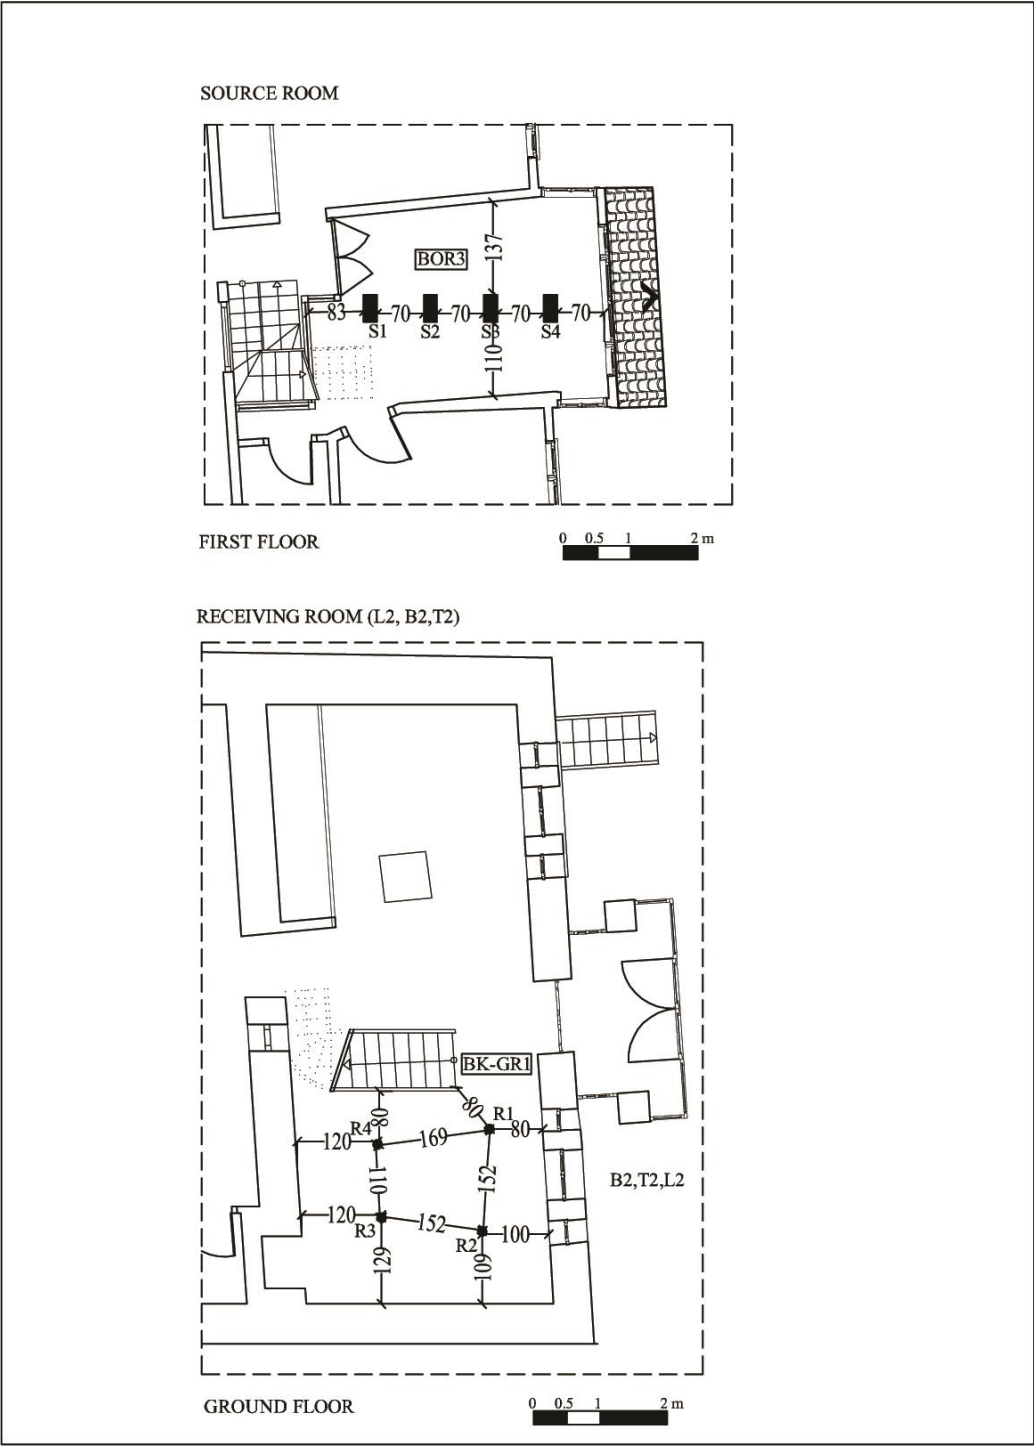 SOURCE ROOM
137
BOR3
83
70
70
70
70
S1
S2
S3
S4
110
FIRST FLOOR
0 0.5 1 2 m
RECEIVING ROOM (L2, B2,T2)
BK-GR1
88
80
R1
R4
120
169
80
110
152
B2,T2,L2
120
152
R3
R2
100
129
109
GROUND FLOOR
0 0.5 1 2 m